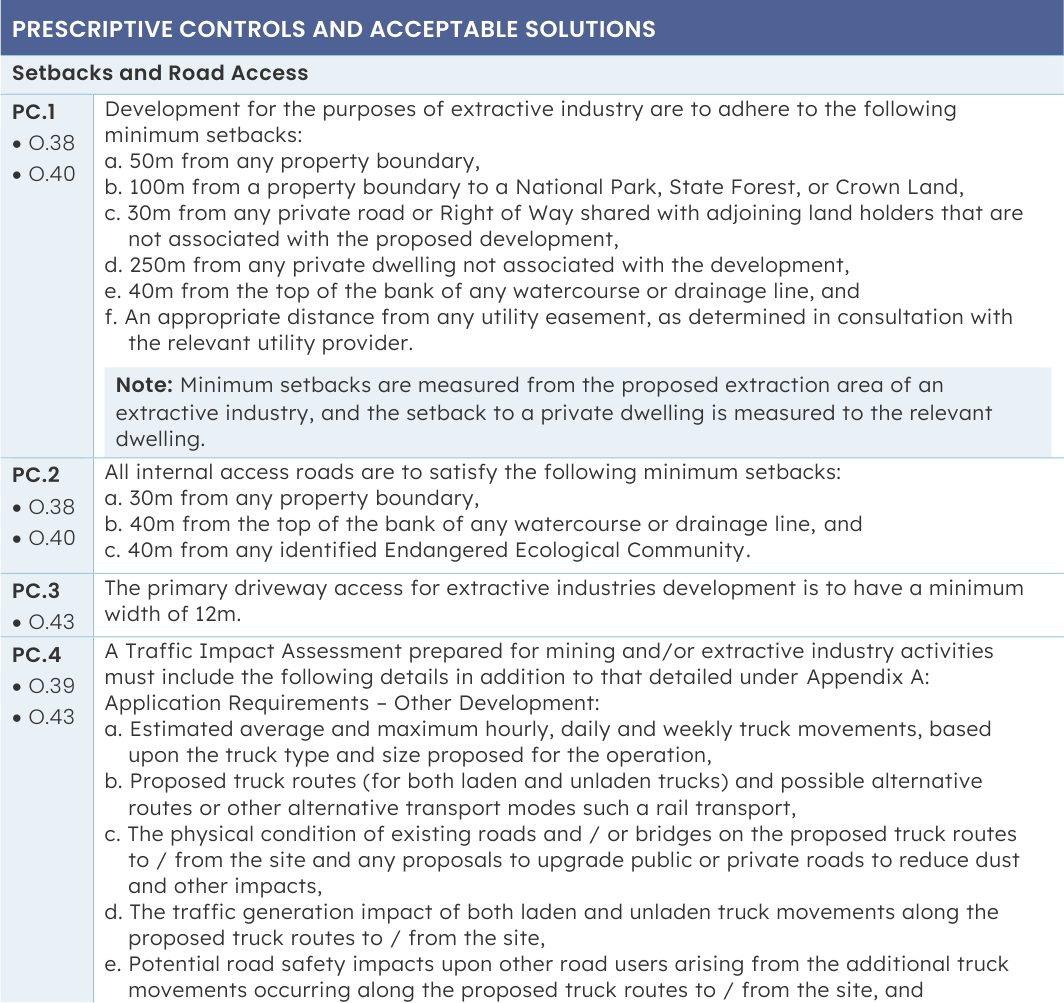 PRESCRIPTIVE CONTROLS AND ACCEPTABLE SOLUTIONS
Setbacks and Road Access
PC.1
• O.38
• O.40
Development for the purposes of extractive industry are to adhere to the following
minimum setbacks:
a. 50m from any property boundary,
b. 100m from a property boundary to a National Park, State Forest, or Crown Land,
c. 30m from any private road or Right of Way shared with adjoining land holders that are
not associated with the proposed development,
d. 250m from any private dwelling not associated with the development,
e. 40m from the top of the bank of any watercourse or drainage line, and
f. An appropriate distance from any utility easement, as determined in consultation with
the relevant utility provider.
Note: Minimum setbacks are measured from the proposed extraction area of an
extractive industry, and the setback to a private dwelling is measured to the relevant
dwelling.
PC.2
• O.38
• O.40
All internal access roads are to satisfy the following minimum setbacks:
a. 30m from any property boundary,
b. 40m from the top of the bank of any watercourse or drainage line, and
c. 40m from any identified Endangered Ecological Community.
PC.3
• O.43
The primary driveway access for extractive industries development is to have a minimum
width of 12m.
PC.4
• O.39
• O.43
A Traffic Impact Assessment prepared for mining and/or extractive industry activities
must include the following details in addition to that detailed under Appendix A:
Application Requirements – Other Development:
a. Estimated average and maximum hourly, daily and weekly truck movements, based
upon the truck type and size proposed for the operation,
b. Proposed truck routes (for both laden and unladen trucks) and possible alternative
routes or other alternative transport modes such a rail transport,
c. The physical condition of existing roads and / or bridges on the proposed truck routes
to / from the site and any proposals to upgrade public or private roads to reduce dust
and other impacts,
d. The traffic generation impact of both laden and unladen truck movements along the
proposed truck routes to / from the site,
e. Potential road safety impacts upon other road users arising from the additional truck
movements occurring along the proposed truck routes to / from the site, and